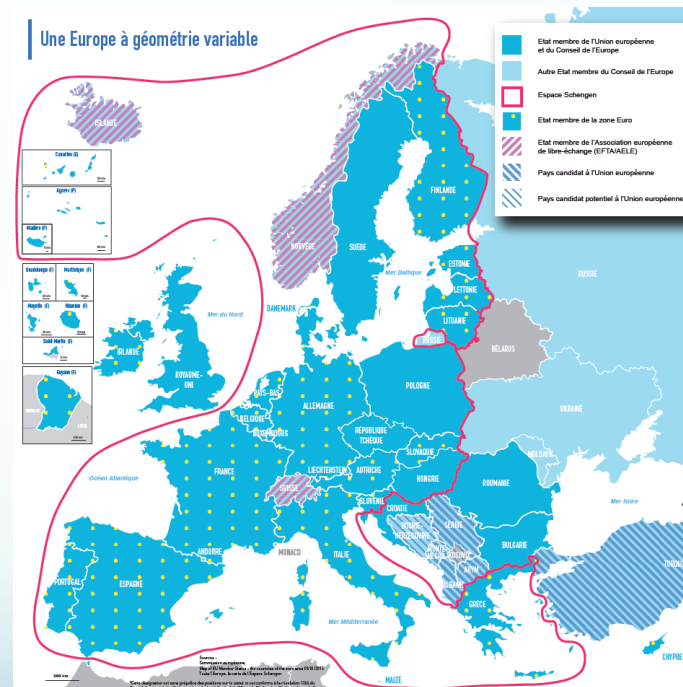 Une Europe à géométrie variable
Etat membre de l'Union européenne
et du Conseil de l'Europe
Autre Etat membre du Conseil de l'Europe
Espace Schengen
Etat membre de la zone Euro
Etat membre de l'Association européenne
de libre-échange (EFTA/AELE)
Pays candidat à l'Union européenne
Pays candidat potentiel à l'Union européenne
ISLANDE
Canaries (E)
Açores (P)
Madère (P)
Guadeloupe (F)
Martinique (F)
Mayotte (F)
Réunion (F)
Saint Martin (F)
Guyane (F)
NORVÈGE
SUÈDE
FINLANDE
ESTONIE
LETTONIE
LITUANIE
RUSSIE
RUSSIE
BÉLARUS
Mer Baltique
Mer du Nord
DANEMARK
IRLANDE
ROYAUME-
UNI
PAYS-BAS
BELGIQUE
LUXEMBOURG
ALLEMAGNE
POLOGNE
RÉPUBLIQUE
TCHÈQUE
SLOVAQUIE
UKRAINE
MOLDAVIE
LIECHTENSTEIN
AUTRICHE
HONGRIE
ROUMANIE
Océan Atlantique
FRANCE
SUISSE
SLOVÉNIE
CROATIE
BOSNIE-
HERZÉGOVINE
SERBIE
KOSOVO*
ARYM
ALBANIE
BULGARIE
Mer Noire
ANDORRE
MONACO
ITALIE
PORTUGAL
ESPAGNE
GRÈCE
Mer Méditerranée
MALTE
CHYPRE
200 km
Sources :
Commission européenne,